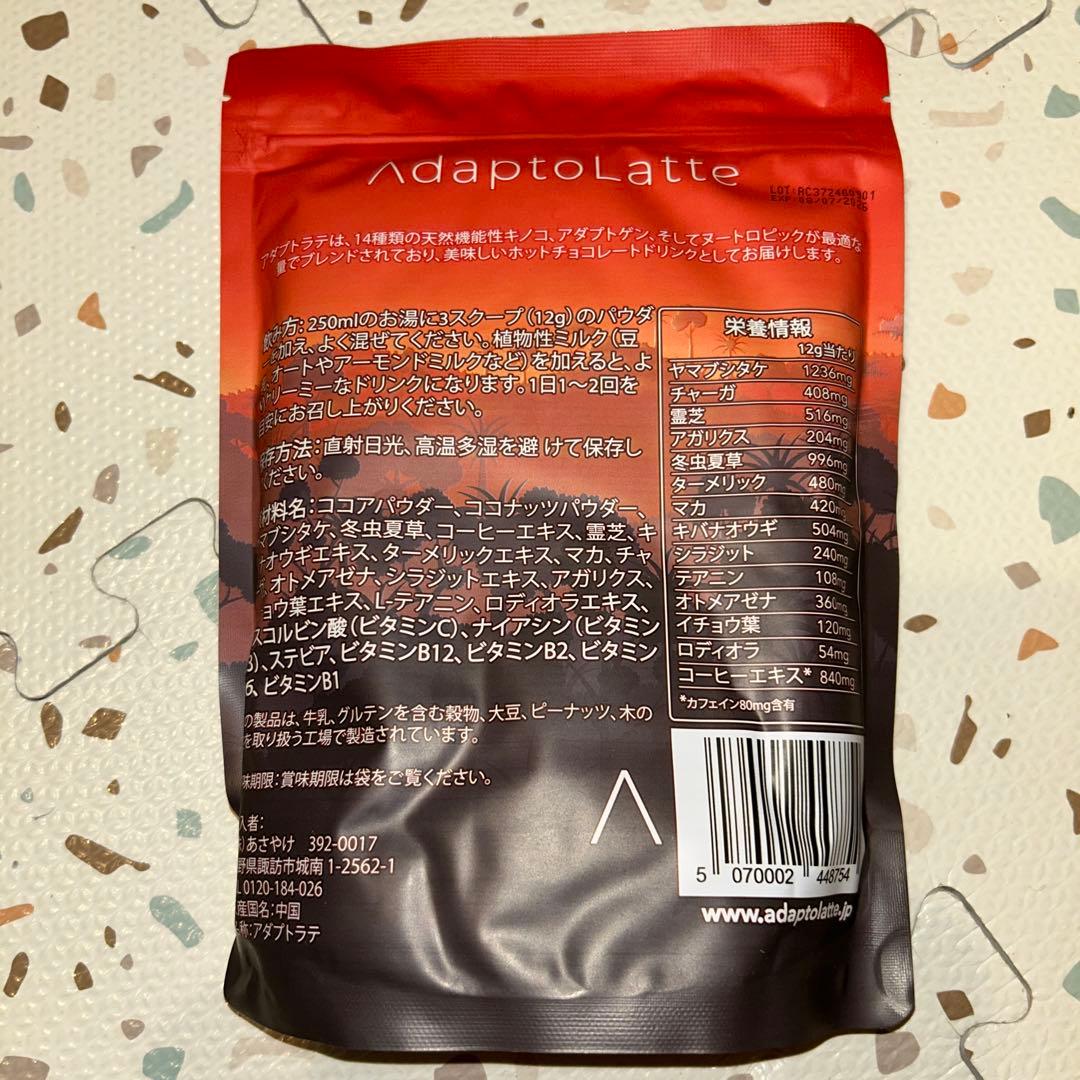 AdaptoLatte
LOT:RC372460901
EXP:08/07/2026
アダプトラテは、14種類の天然機能性キノコ、アダプトゲン、そしてヌートロピックが最適な
量でブレンドされており、美味しいホットチョコレートドリンクとしてお届けします。
飲み方：250mlのお湯に3スクープ（12g）のパウダ
ーを加え、よく混ぜてください。植物性ミルク（豆
オートやアーモンドミルクなど）を加えると、よ
りクリーミーなドリンクになります。1日1〜2回を
目安にお召し上がりください。
保存方法：直射日光、高温多湿を避けて保存し
ください。
材料名：ココアパウダー、ココナッツパウダー、
マブシタケ、冬虫夏草、コーヒーエキス、霊芝、キ
オウギエキス、ターメリックエキス、マカ、チャ
オトメアゼナ、シラジットエキス、アガリクス、
チョウ葉エキス、L-テアニン、ロディオラエキス、
スコルビン酸（ビタミンC）、ナイアシン（ビタミン
3）、ステビア、ビタミンB12、ビタミンB2、ビタミン
6、ビタミンB1
の製品は、牛乳、グルテンを含む穀物、大豆、ピーナッツ、木の
を取り扱う工場で製造されています。
味期限：賞味期限は袋をご覧ください。
入者：
）あさやけ 392-0017
野県諏訪市城南1-2562-1
L 0120-184-026
産国名：中国
称：アダプトラテ
栄養情報
12g当たり
ヤマブシタケ 1236mg
チャーガ 408mg
霊芝 516mg
アガリクス 204mg
冬虫夏草 996mg
ターメリック 480mg
マカ 420mg
キバナオウギ 504mg
シラジット 240mg
テアニン 108mg
オトメアゼナ 360mg
イチョウ葉 120mg
ロディオラ 54mg
コーヒーエキス* 840mg
*カフェイン80mg含有
5 070002 448754
www.adaptolatte.jp